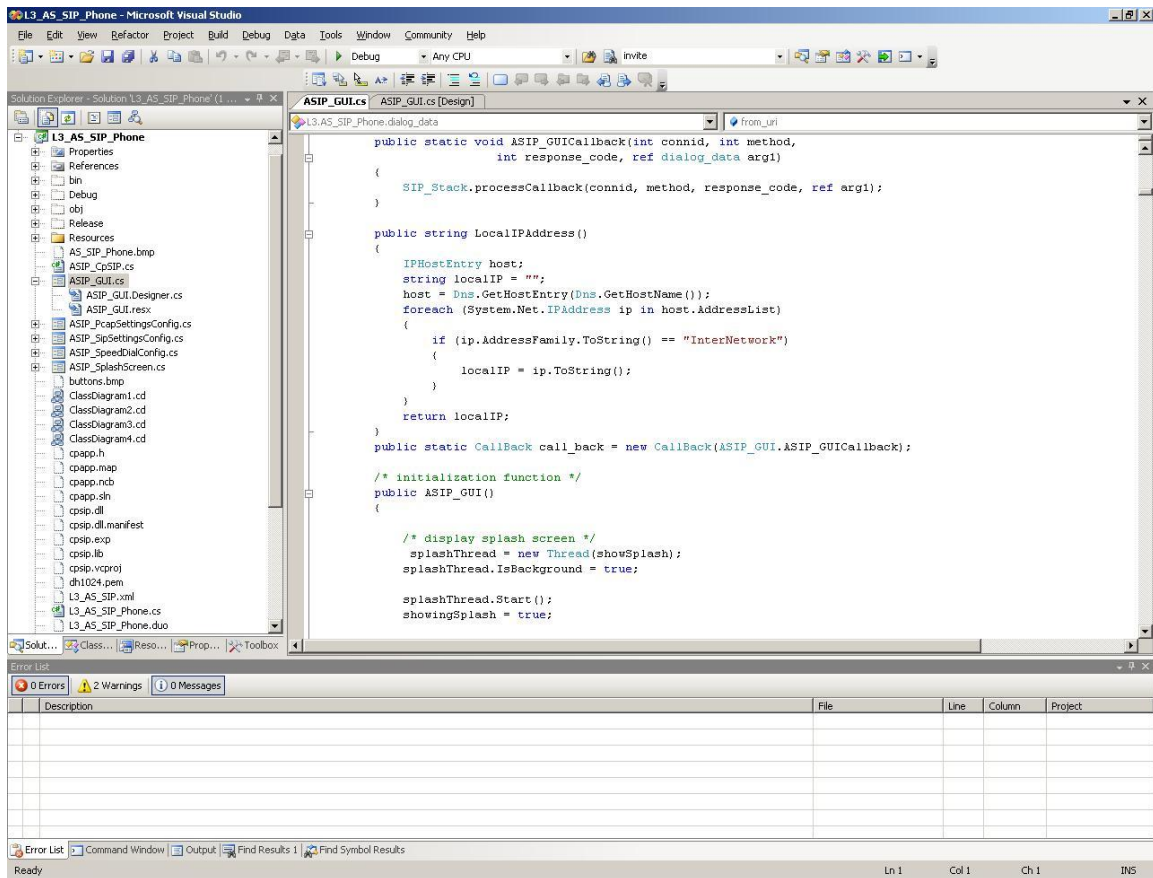 L3_AS_SIP_Phone - Microsoft Visual Studio
File Edit View Refactor Project Build Debug Data Tools Window Community Help
Debug Any CPU invite
Solution Explorer - Solution 'L3_AS_SIP_Phone' (1 ...
L3_AS_SIP_Phone
Properties
References
bin
Debug
obj
Release
Resources
AS_SIP_Phone.bmp
ASIP_CpSIP.cs
ASIP_GUI.cs
ASIP_GUI.Designer.cs
ASIP_GUI.resx
ASIP_PcapSettingsConfig.cs
ASIP_SipSettingsConfig.cs
ASIP_SpeedDialConfig.cs
ASIP_SplashScreen.cs
buttons.bmp
ClassDiagram1.cd
ClassDiagram2.cd
ClassDiagram3.cd
ClassDiagram4.cd
cpapp.h
cpapp.map
cpapp.ncb
cpapp.sln
cpsip.dll
cpsip.dll.manifest
cpsip.exp
cpsip.lib
cpsip.vcproj
dh1024.pem
L3_AS_SIP.xml
L3_AS_SIP_Phone.cs
L3_AS_SIP_Phone.duo
Solut... Class... Reso... Prop... Toolbox
ASIP_GUI.cs ASIP_GUI.cs [Design]
L3.AS_SIP_Phone.dialog_data from_uri
public static void ASIP_GUICallback(int connid, int method,
int response_code, ref dialog_data arg1)
{
SIP_Stack.processCallback(connid, method, response_code, ref arg1);
}
public string LocalIPAddress()
{
IPHostEntry host;
string localIP = "";
host = Dns.GetHostEntry(Dns.GetHostName());
foreach (System.Net.IPAddress ip in host.AddressList)
{
if (ip.AddressFamily.ToString() == "InterNetwork")
{
localIP = ip.ToString();
}
}
return localIP;
}
public static CallBack call_back = new CallBack(ASIP_GUI.ASIP_GUICallback);
/* initialization function */
public ASIP_GUI()
{
/* display splash screen */
splashThread = new Thread(showSplash);
splashThread.IsBackground = true;
splashThread.Start();
showingSplash = true;
Error List
0 Errors 2 Warnings 0 Messages
Description File Line Column Project
Error List Command Window Output Find Results 1 Find Symbol Results
Ready Ln 1 Col 1 Ch 1 INS